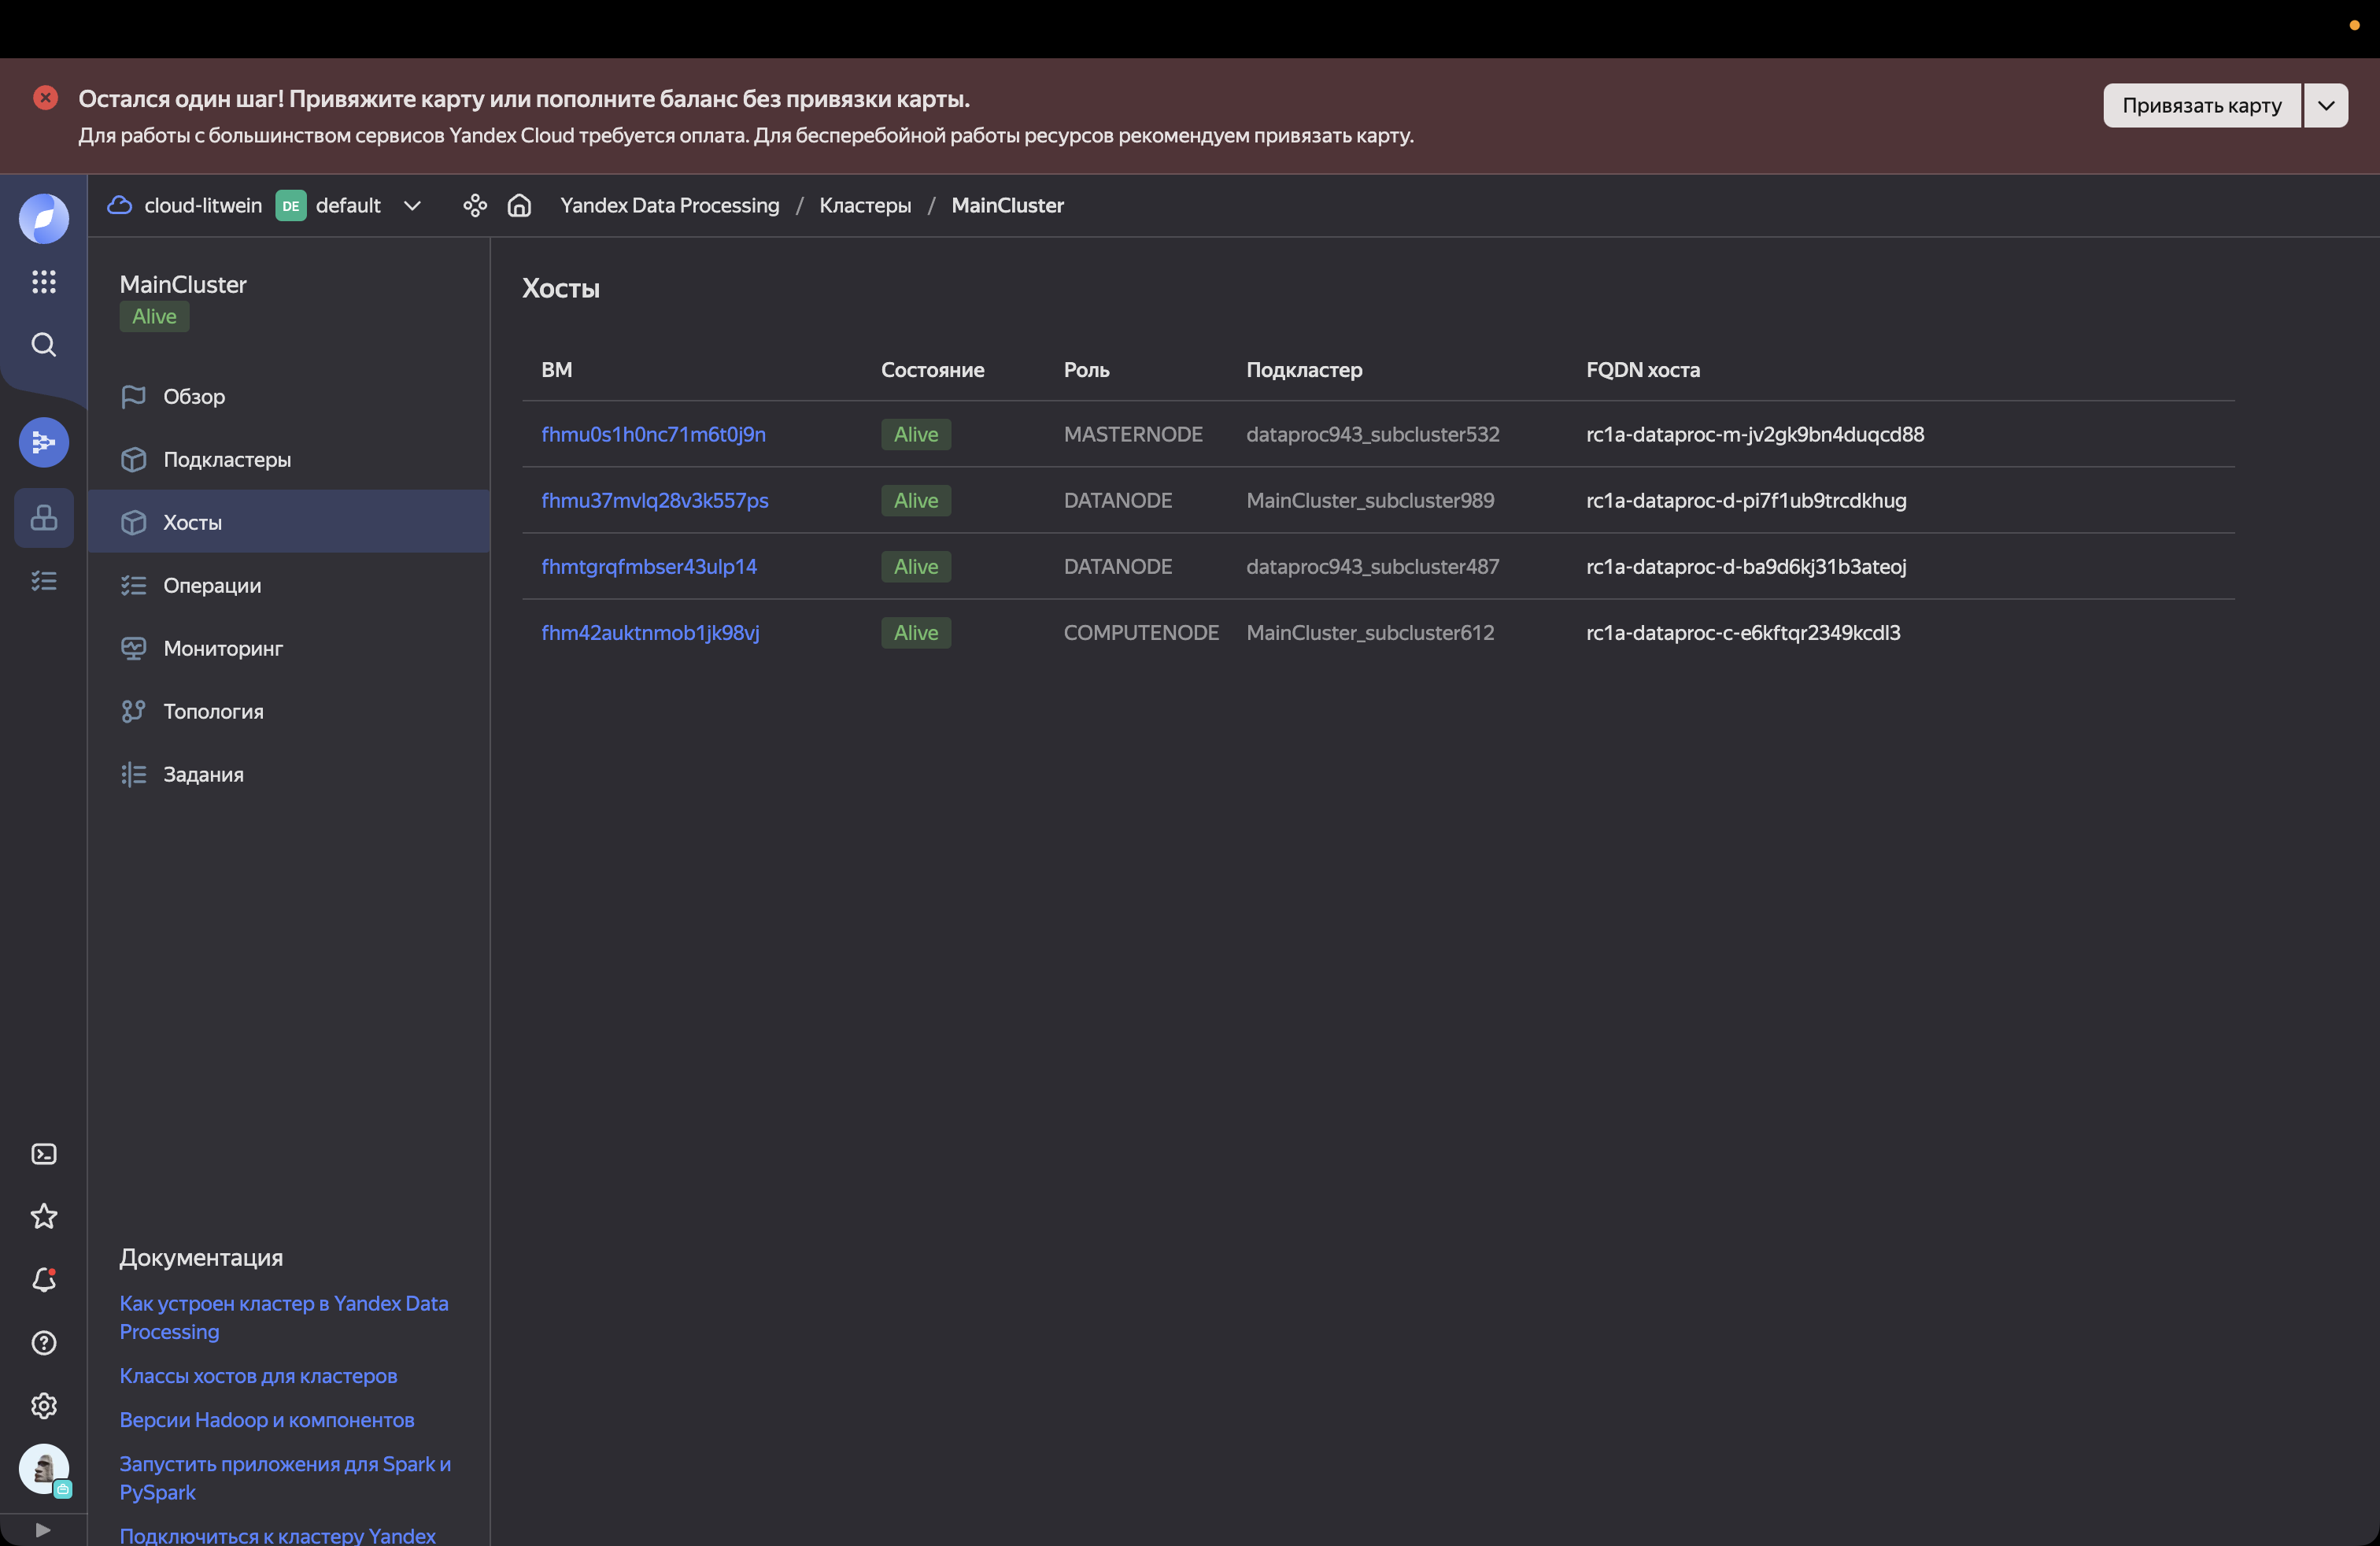 Остался один шаг! Привяжите карту или пополните баланс без привязки карты.
Для работы с большинством сервисов Yandex Cloud требуется оплата. Для бесперебойной работы ресурсов рекомендуем привязать карту.
Привязать карту
cloud-litwein DE default Yandex Data Processing / Кластеры / MainCluster
MainCluster
Alive
Обзор
Подкластеры
Хосты
Операции
Мониторинг
Топология
Задания
Документация
Как устроен кластер в Yandex Data
Processing
Классы хостов для кластеров
Версии Hadoop и компонентов
Запустить приложения для Spark и
PySpark
Подключиться к кластеру Yandex
Хосты
ВМ Состояние Роль Подкластер FQDN хоста
fhmu0s1h0nc71m6t0j9n Alive MASTERNODE dataproc943_subcluster532 rc1a-dataproc-m-jv2gk9bn4duqcd88
fhmu37mvlq28v3k557ps Alive DATANODE MainCluster_subcluster989 rc1a-dataproc-d-pi7f1ub9trcdkhug
fhmtgrqfmbser43ulp14 Alive DATANODE dataproc943_subcluster487 rc1a-dataproc-d-ba9d6kj31b3ateoj
fhm42auktnmob1jk98vj Alive COMPUTENODE MainCluster_subcluster612 rc1a-dataproc-c-e6kftqr2349kcdl3